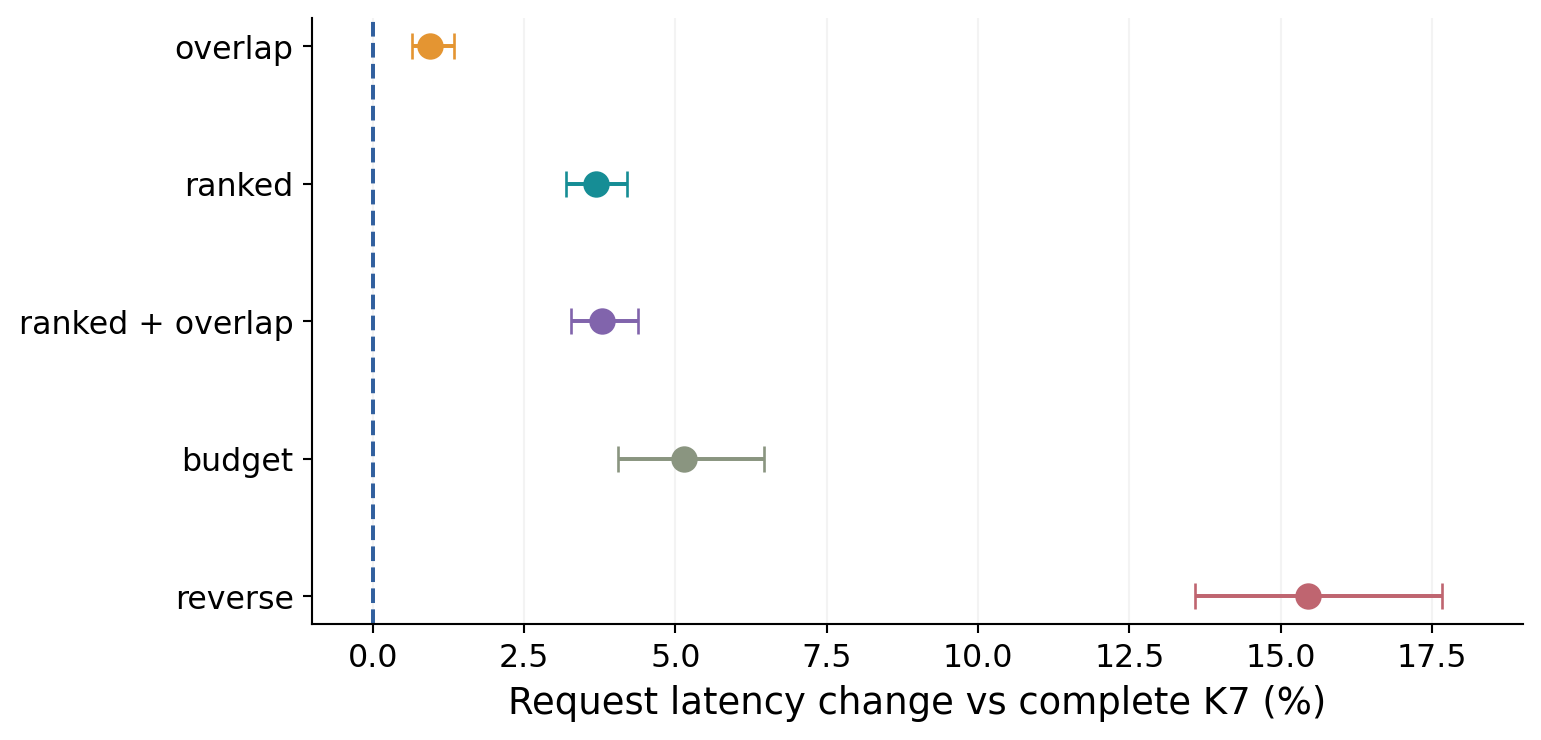 overlap
ranked
ranked + overlap
budget
reverse
0.0 2.5 5.0 7.5 10.0 12.5 15.0 17.5
Request latency change vs complete K7 (%)